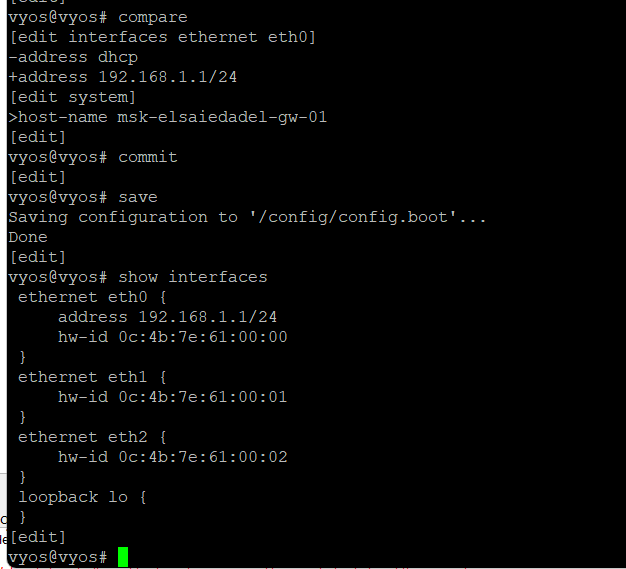 [edit]
vyos@vyos# compare
[edit interfaces ethernet eth0]
-address dhcp
+address 192.168.1.1/24
[edit system]
>host-name msk-elsaiedadel-gw-01
[edit]
vyos@vyos# commit
[edit]
vyos@vyos# save
Saving configuration to '/config/config.boot'...
Done
[edit]
vyos@vyos# show interfaces
 ethernet eth0 {
     address 192.168.1.1/24
     hw-id 0c:4b:7e:61:00:00
 }
 ethernet eth1 {
     hw-id 0c:4b:7e:61:00:01
 }
 ethernet eth2 {
     hw-id 0c:4b:7e:61:00:02
 }
 loopback lo {
 }
[edit]
vyos@vyos#